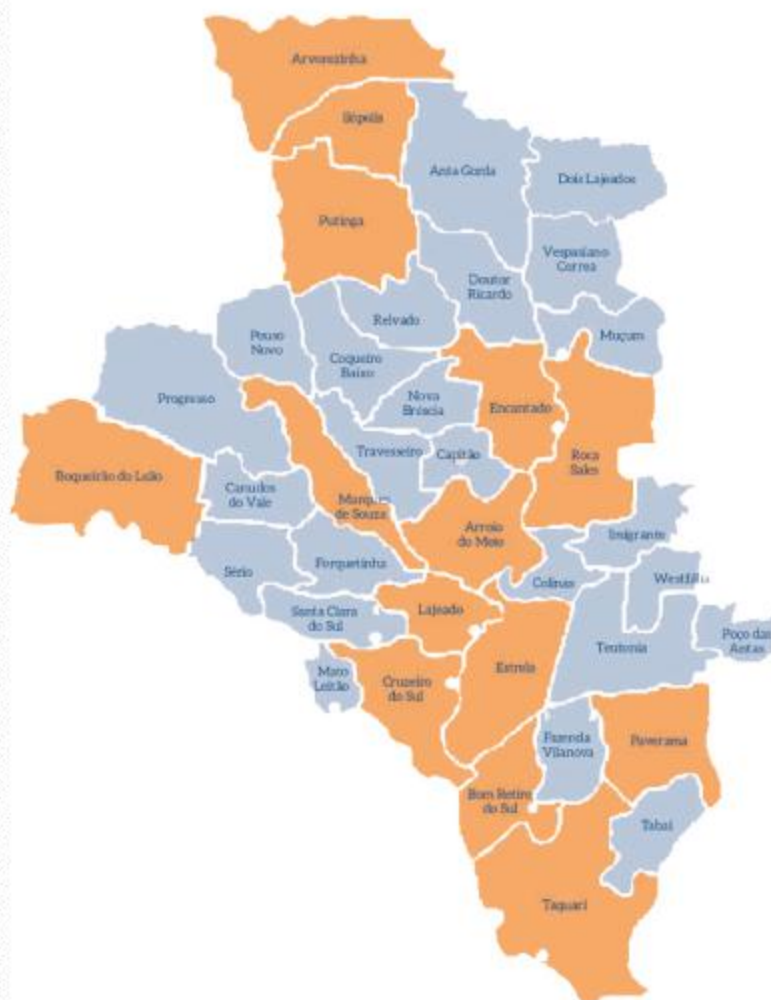 Arvorezinha
Ilópolis
Anta Gorda
Dois Lajeados
Putinga
Vespasiano
Correa
Doutor
Ricardo
Relvado
Muçum
Pouso
Novo
Coqueiro
Baixo
Progresso
Nova
Bréscia
Encantado
Travesseiro
Capitão
Roca
Sales
Boqueirão do Leão
Canudos
do Vale
Marques
de Souza
Arroio
do Meio
Imigrante
Forquetinha
Sério
Colinas
Westfália
Santa Clara
do Sul
Lajeado
Teutonia
Poço das
Antas
Mato
Leitão
Cruzeiro
do Sul
Estrela
Fazenda
Vilanova
Paverama
Bom Retiro
do Sul
Tabaí
Taquari